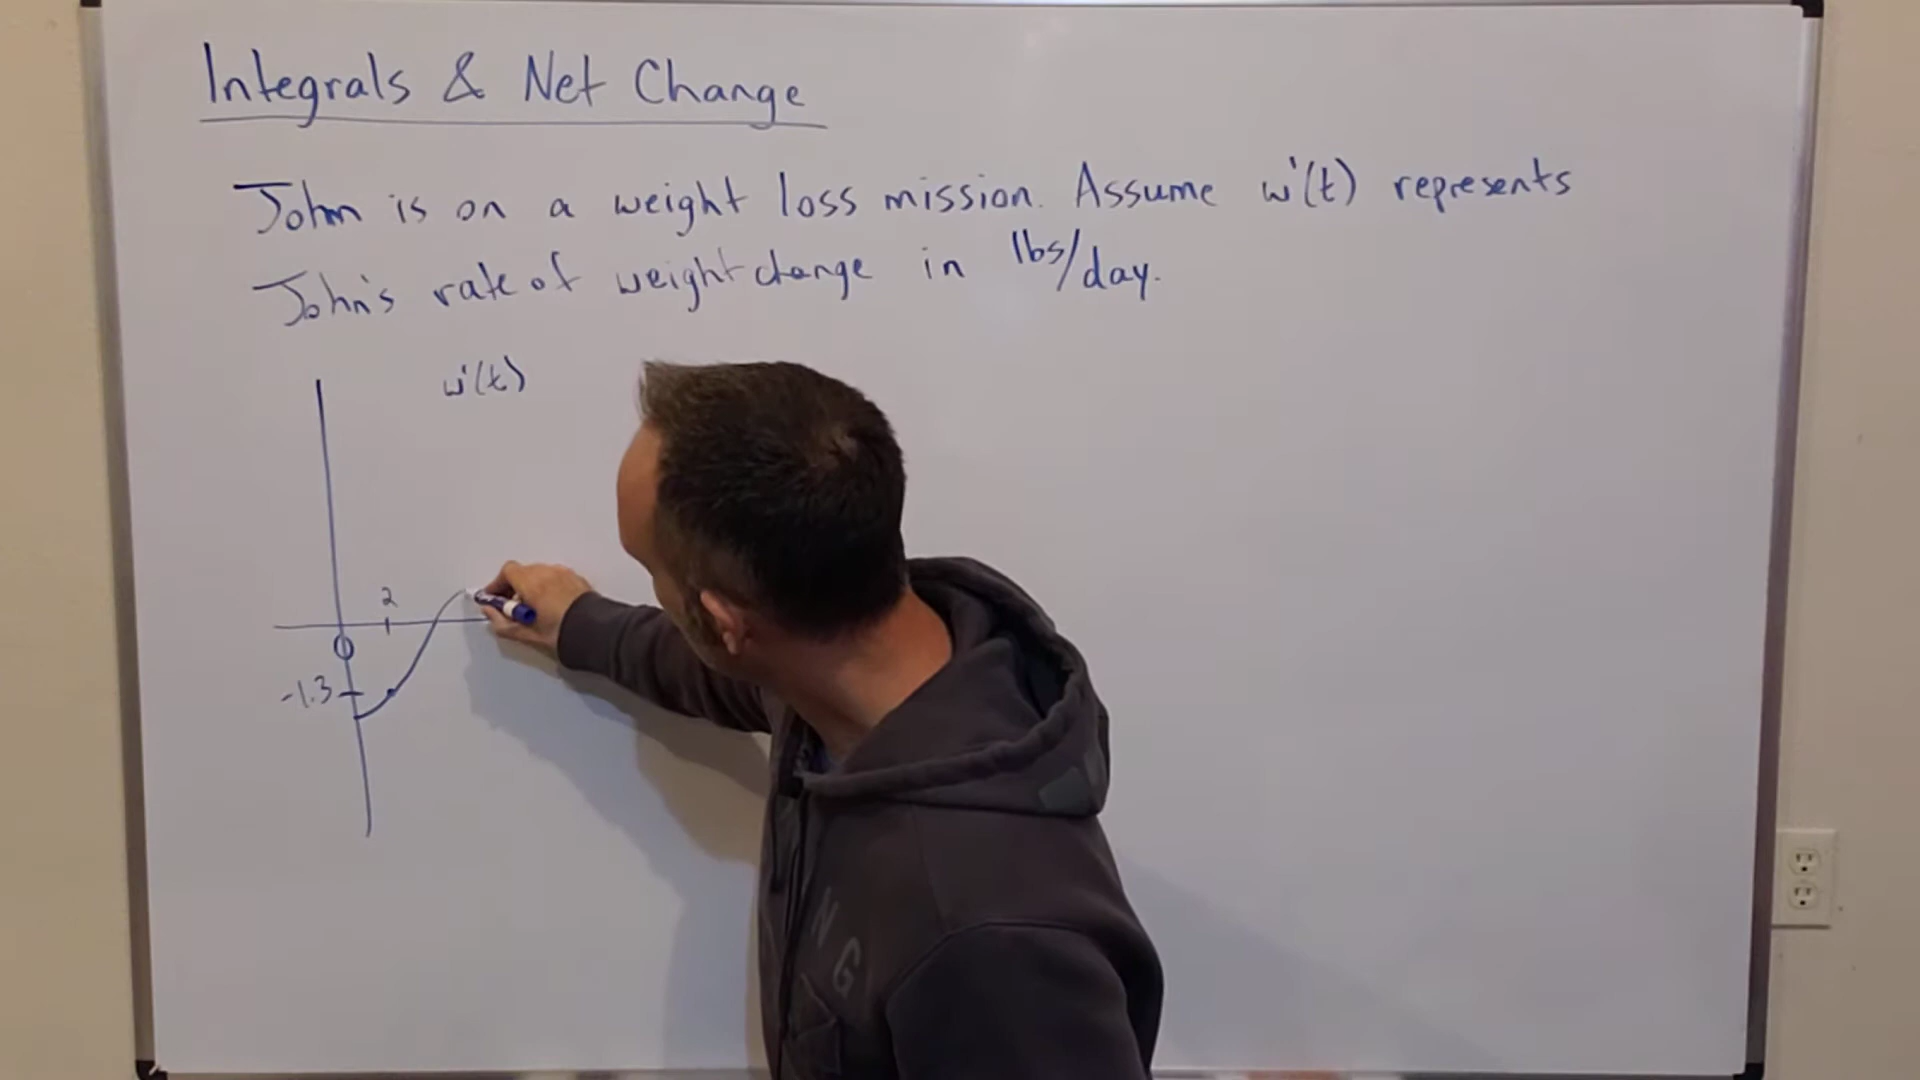 Integrals & Net Change
John is on a weight loss mission. Assume w'(t) represents
John's rate of weight change in lbs/day.
w'(t)
2
0
-1.3
NG